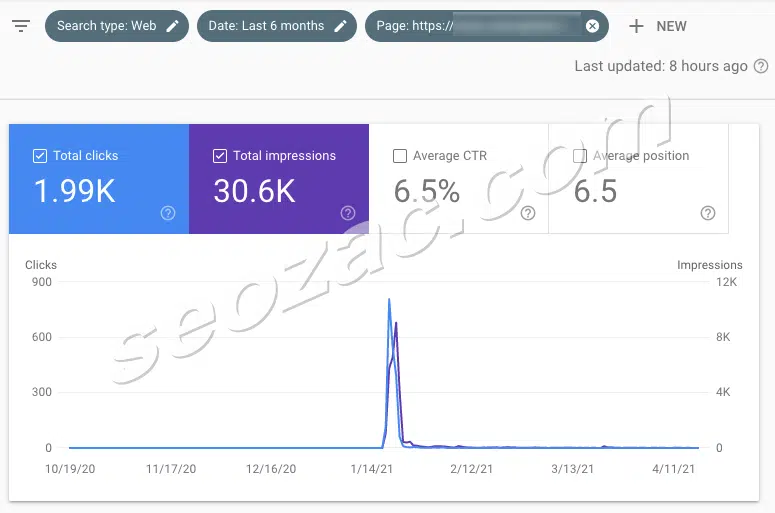 Search type: Web
Date: Last 6 months
Page: https://
NEW
Last updated: 8 hours ago
Total clicks
1.99K
Total impressions
30.6K
Average CTR
6.5%
Average position
6.5
Clicks
Impressions
900
12K
600
8K
300
4K
0
0
10/19/20
11/17/20
12/16/20
1/14/21
2/12/21
3/13/21
4/11/21
seozac.com